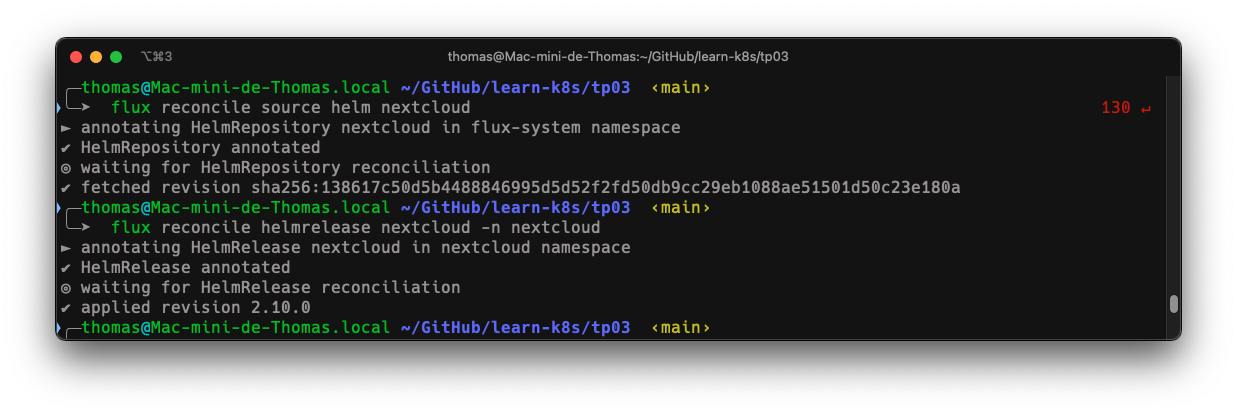 ⌥⌘3 thomas@Mac-mini-de-Thomas:~/GitHub/learn-k8s/tp03
╭─thomas@Mac-mini-de-Thomas.local ~/GitHub/learn-k8s/tp03 ‹main›
╰─➤ flux reconcile source helm nextcloud 130 ↵
► annotating HelmRepository nextcloud in flux-system namespace
✔ HelmRepository annotated
◎ waiting for HelmRepository reconciliation
✔ fetched revision sha256:138617c50d5b4488846995d5d52f2fd50db9cc29eb1088ae51501d50c23e180a
╭─thomas@Mac-mini-de-Thomas.local ~/GitHub/learn-k8s/tp03 ‹main›
╰─➤ flux reconcile helmrelease nextcloud -n nextcloud
► annotating HelmRelease nextcloud in nextcloud namespace
✔ HelmRelease annotated
◎ waiting for HelmRelease reconciliation
✔ applied revision 2.10.0
╭─thomas@Mac-mini-de-Thomas.local ~/GitHub/learn-k8s/tp03 ‹main›